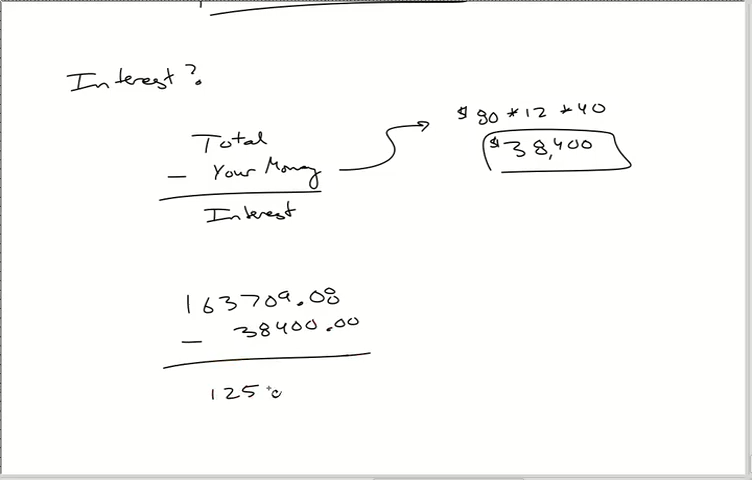 Interest?
Total
- Your Money
Interest
$80 * 12 * 40
$38,400
163709.08
- 38400.00
125